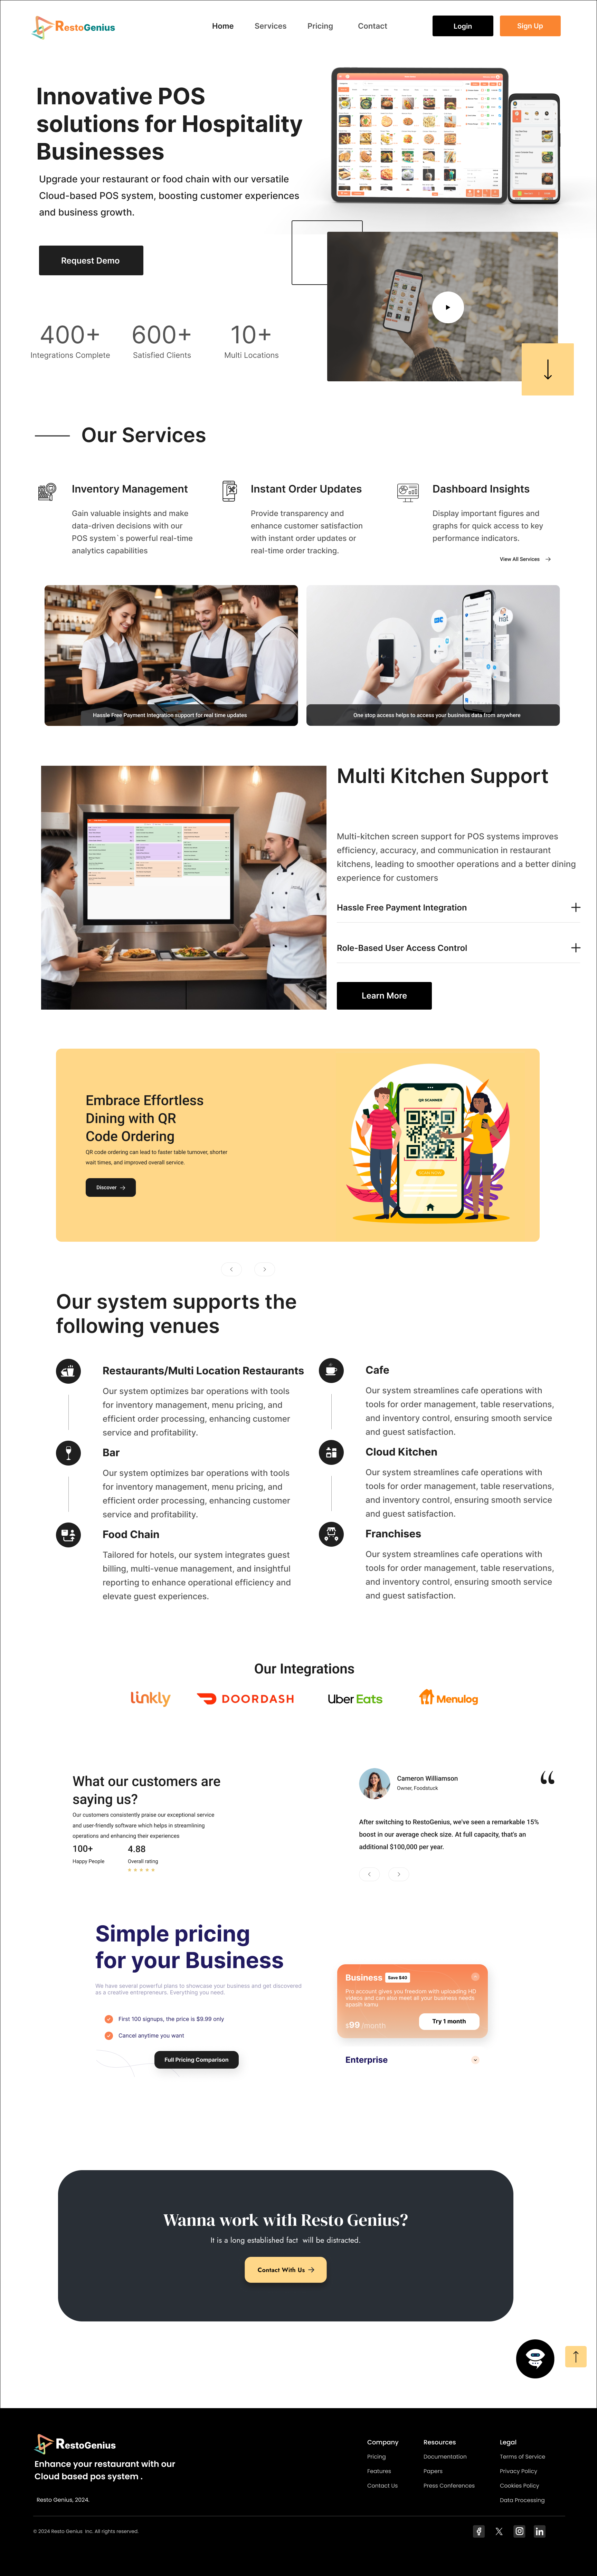 RestoGenius
Home
Services
Pricing
Contact
Login
Sign Up
Innovative POS
solutions for Hospitality
Businesses
Upgrade your restaurant or food chain with our versatile
Cloud-based POS system, boosting customer experiences
and business growth.
Request Demo
400+
600+
10+
Integrations Complete
Satisfied Clients
Multi Locations
Our Services
Inventory Management
Gain valuable insights and make
data-driven decisions with our
POS system`s powerful real-time
analytics capabilities
Instant Order Updates
Provide transparency and
enhance customer satisfaction
with instant order updates or
real-time order tracking.
Dashboard Insights
Display important figures and
graphs for quick access to key
performance indicators.
View All Services
Hassle Free Payment Integration support for real time updates
One stop access helps to access your business data from anywhere
Multi Kitchen Support
Multi-kitchen screen support for POS systems improves
efficiency, accuracy, and communication in restaurant
kitchens, leading to smoother operations and a better dining
experience for customers
Hassle Free Payment Integration
Role-Based User Access Control
Learn More
Embrace Effortless
Dining with QR
Code Ordering
QR code ordering can lead to faster table turnover, shorter
wait times, and improved overall service.
Discover
QR SCANNER
Our system supports the
following venues
Restaurants/Multi Location Restaurants
Our system optimizes bar operations with tools
for inventory management, menu pricing, and
efficient order processing, enhancing customer
service and profitability.
Bar
Our system optimizes bar operations with tools
for inventory management, menu pricing, and
efficient order processing, enhancing customer
service and profitability.
Food Chain
Tailored for hotels, our system integrates guest
billing, multi-venue management, and insightful
reporting to enhance operational efficiency and
elevate guest experiences.
Cafe
Our system streamlines cafe operations with
tools for order management, table reservations,
and inventory control, ensuring smooth service
and guest satisfaction.
Cloud Kitchen
Our system streamlines cafe operations with
tools for order management, table reservations,
and inventory control, ensuring smooth service
and guest satisfaction.
Franchises
Our system streamlines cafe operations with
tools for order management, table reservations,
and inventory control, ensuring smooth service
and guest satisfaction.
Our Integrations
linkly
DOORDASH
Uber Eats
Menulog
What our customers are
saying us?
Our customers consistently praise our exceptional service
and user-friendly software which helps in streamlining
operations and enhancing their experiences
100+
4.88
Happy People
Overall rating
Cameron Williamson
Owner, Foodstuck
After switching to RestoGenius, we've seen a remarkable 15%
boost in our average check size. At full capacity, that's an
additional $100,000 per year.
Simple pricing
for your Business
We have several powerful plans to showcase your business and get discovered
as a creative entrepreneurs. Everything you need.
First 100 signups, the price is $9.99 only
Cancel anytime you want
Full Pricing Comparison
Business
Save $40
Pro account gives you freedom with uploading HD
videos and can also meet all your business needs
opasih kemu
$99 /month
Try 1 month
Enterprise
Wanna work with Resto Genius?
It is a long established fact will be distracted.
Contact With Us
RestoGenius
Enhance your restaurant with our
Cloud based pos system .
Resto Genius, 2024.
Company
Pricing
Features
Contact Us
Resources
Documentation
Papers
Press Conferences
Legal
Terms of Service
Privacy Policy
Cookies Policy
Data Processing
© 2024 Resto Genius Inc. All rights reserved.